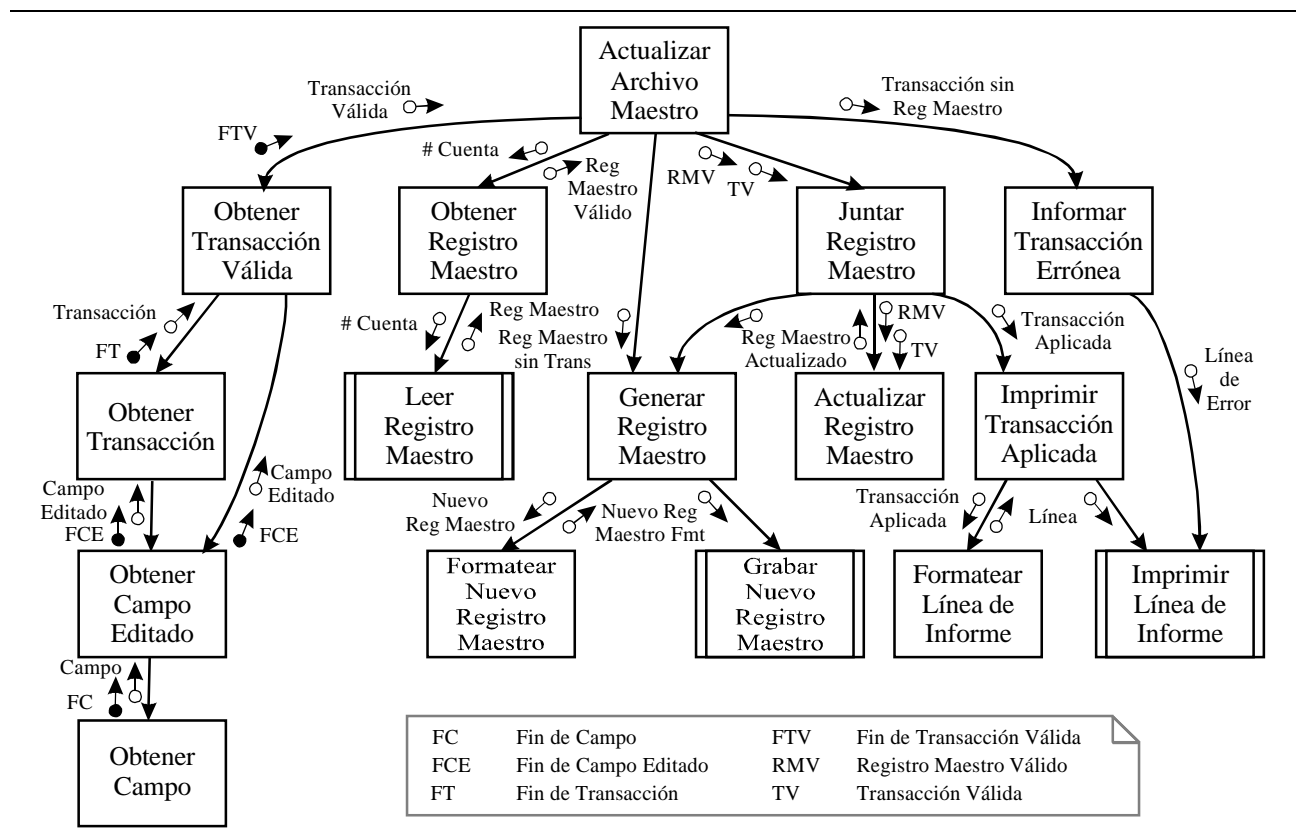 Actualizar
Archivo
Maestro
Transacción
Válida
FTV
# Cuenta
Reg
Maestro
Válido
RMV
TV
Transacción sin
Reg Maestro
Obtener
Transacción
Válida
Obtener
Registro
Maestro
Juntar
Registro
Maestro
Informar
Transacción
Errónea
Transacción
FT
# Cuenta
Reg Maestro
Reg Maestro
sin Trans
Reg Maestro
Actualizado
RMV
TV
Transacción
Aplicada
Línea
de
Error
Obtener
Transacción
Leer
Registro
Maestro
Generar
Registro
Maestro
Actualizar
Registro
Maestro
Imprimir
Transacción
Aplicada
Campo
Editado
FCE
Campo
Editado
FCE
Nuevo
Reg Maestro
Nuevo Reg
Maestro Fmt
Transacción
Aplicada
Línea
Obtener
Campo
Editado
Formatear
Nuevo
Registro
Maestro
Grabar
Nuevo
Registro
Maestro
Formatear
Línea de
Informe
Imprimir
Línea de
Informe
Campo
FC
Obtener
Campo
FC Fin de Campo FTV Fin de Transacción Válida
FCE Fin de Campo Editado RMV Registro Maestro Válido
FT Fin de Transacción TV Transacción Válida